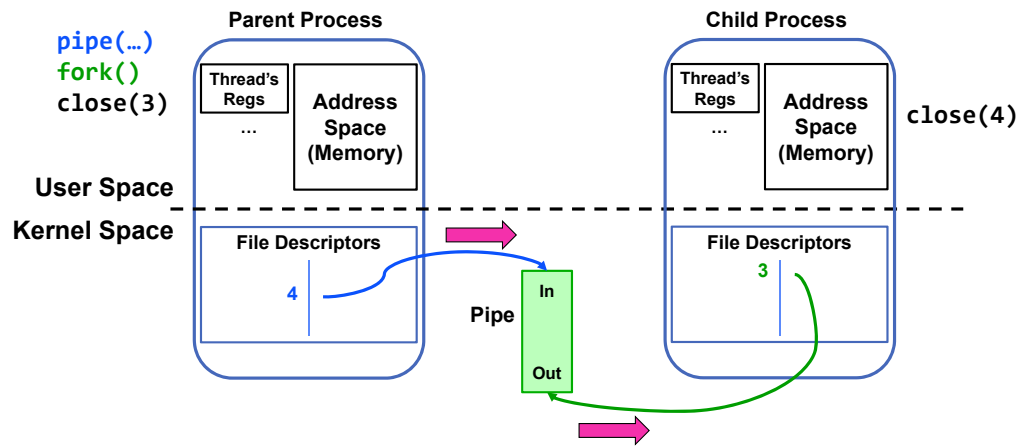 Parent Process
Child Process
pipe(…)
fork()
close(3)
Thread's
Regs
…
Address
Space
(Memory)
Thread's
Regs
…
Address
Space
(Memory)
close(4)
User Space
Kernel Space
File Descriptors
4
Pipe
In
Out
File Descriptors
3